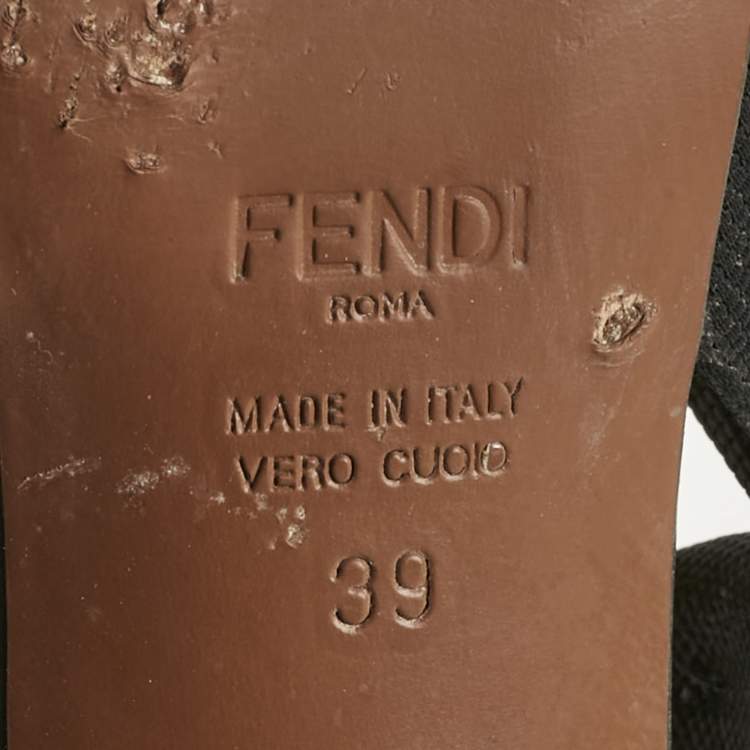 FENDI
ROMA
MADE IN ITALY
VERO CUOIO
39